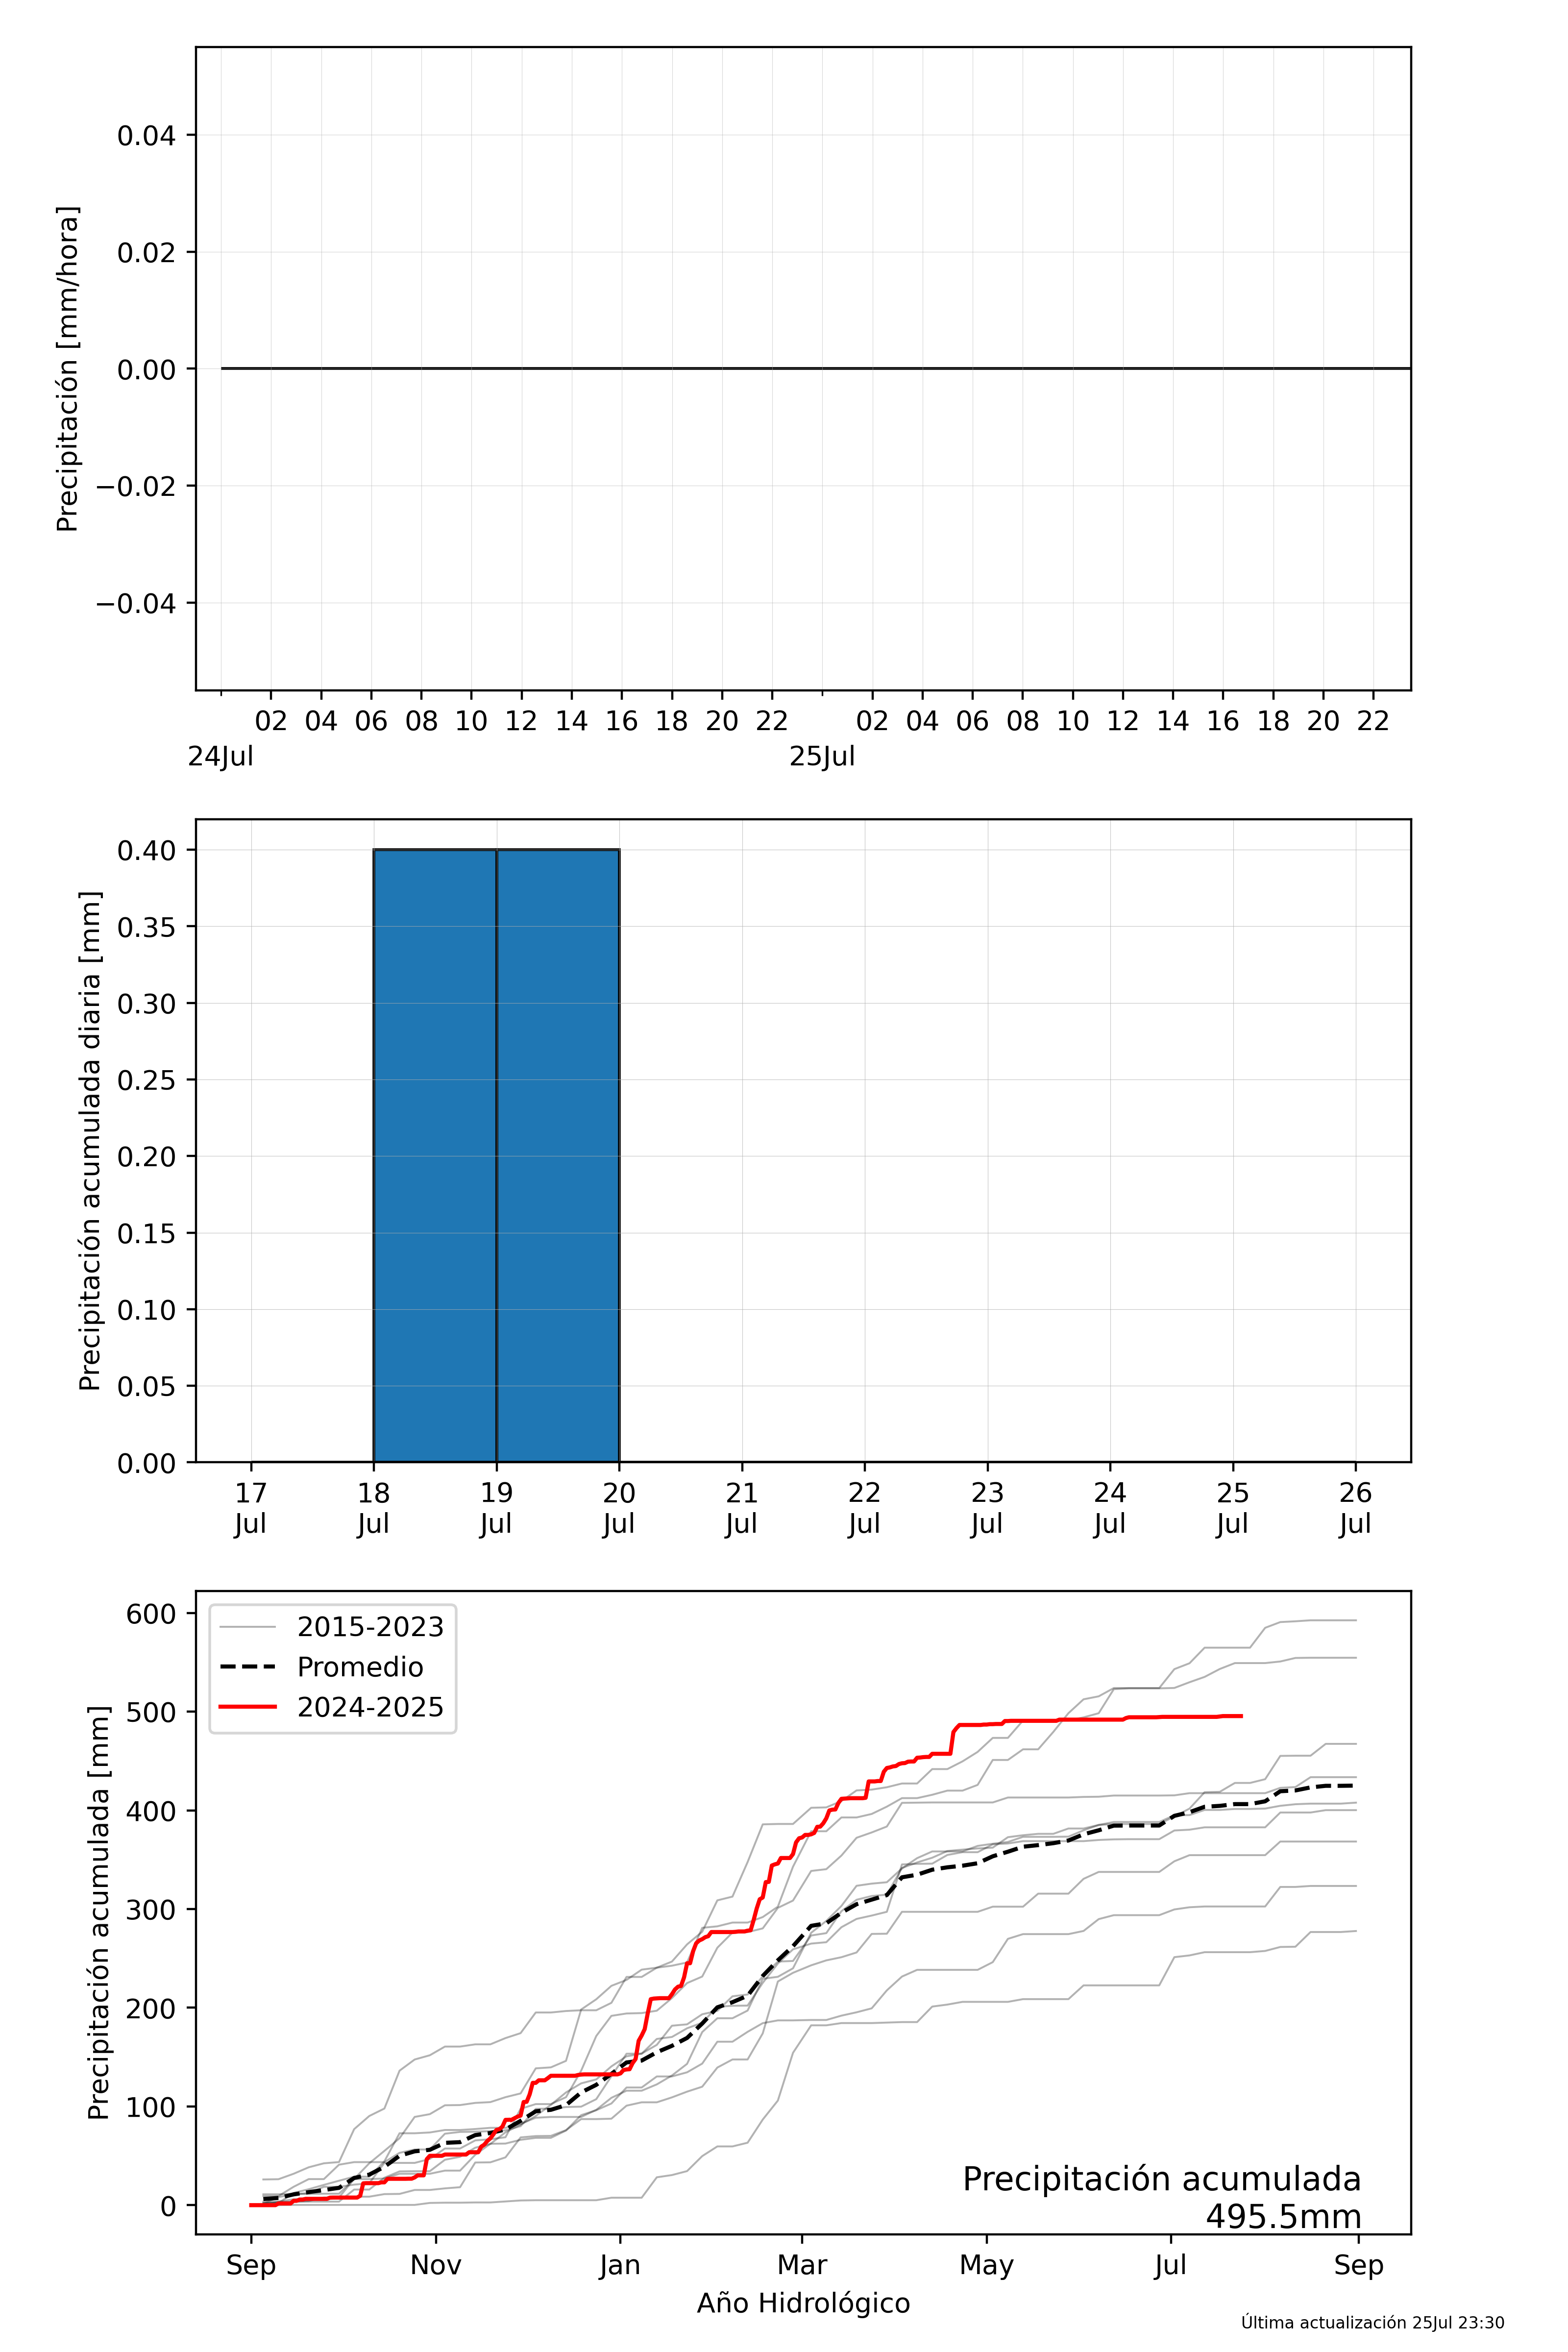 Precipitación [mm/hora]
0.04
0.02
0.00
−0.02
−0.04
02 04 06 08 10 12 14 16 18 20 22 02 04 06 08 10 12 14 16 18 20 22
24Jul 25Jul
Precipitación acumulada diaria [mm]
0.40
0.35
0.30
0.25
0.20
0.15
0.10
0.05
0.00
17 18 19 20 21 22 23 24 25 26
Jul Jul Jul Jul Jul Jul Jul Jul Jul Jul
Precipitación acumulada [mm]
600
500
400
300
200
100
0
2015-2023
Promedio
2024-2025
Precipitación acumulada
495.5mm
Sep Nov Jan Mar May Jul Sep
Año Hidrológico
Última actualización 25Jul 23:30